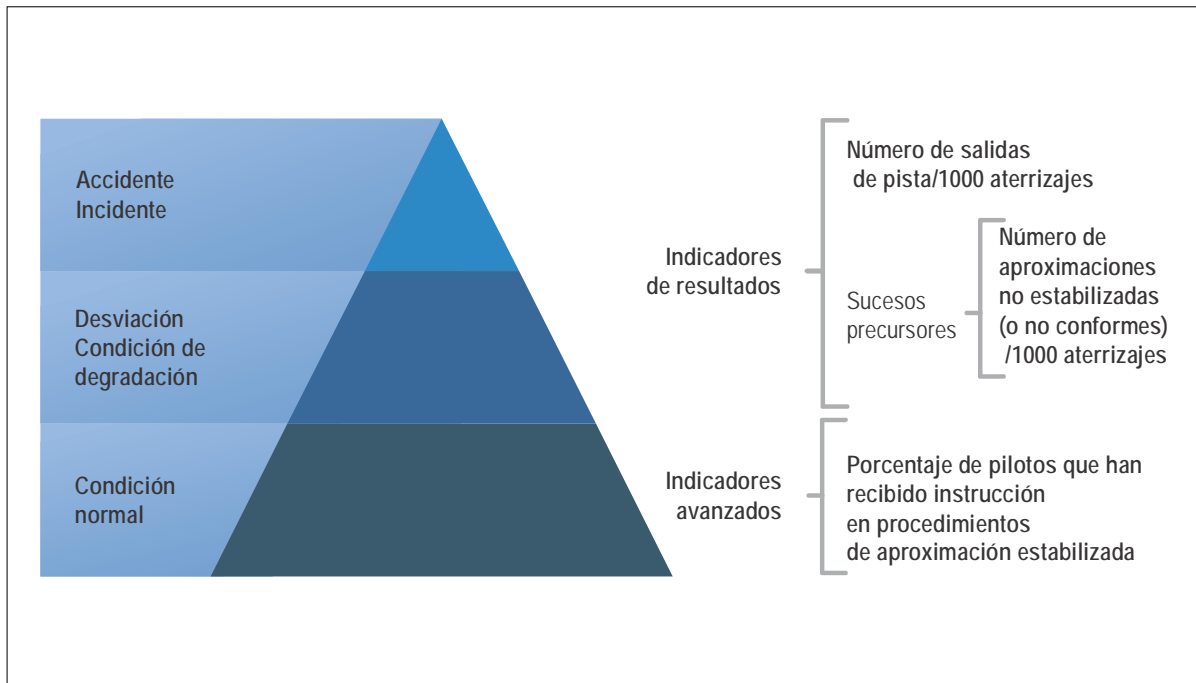 Accidente
Incidente
Desviación
Condición de
degradación
Condición
normal
Indicadores
de resultados
Número de salidas
de pista/1000 aterrizajes
Sucesos
precursores
Número de
aproximaciones
no estabilizadas
(o no conformes)
/1000 aterrizajes
Indicadores
avanzados
Porcentaje de pilotos que han
recibido instrucción
en procedimientos
de aproximación estabilizada